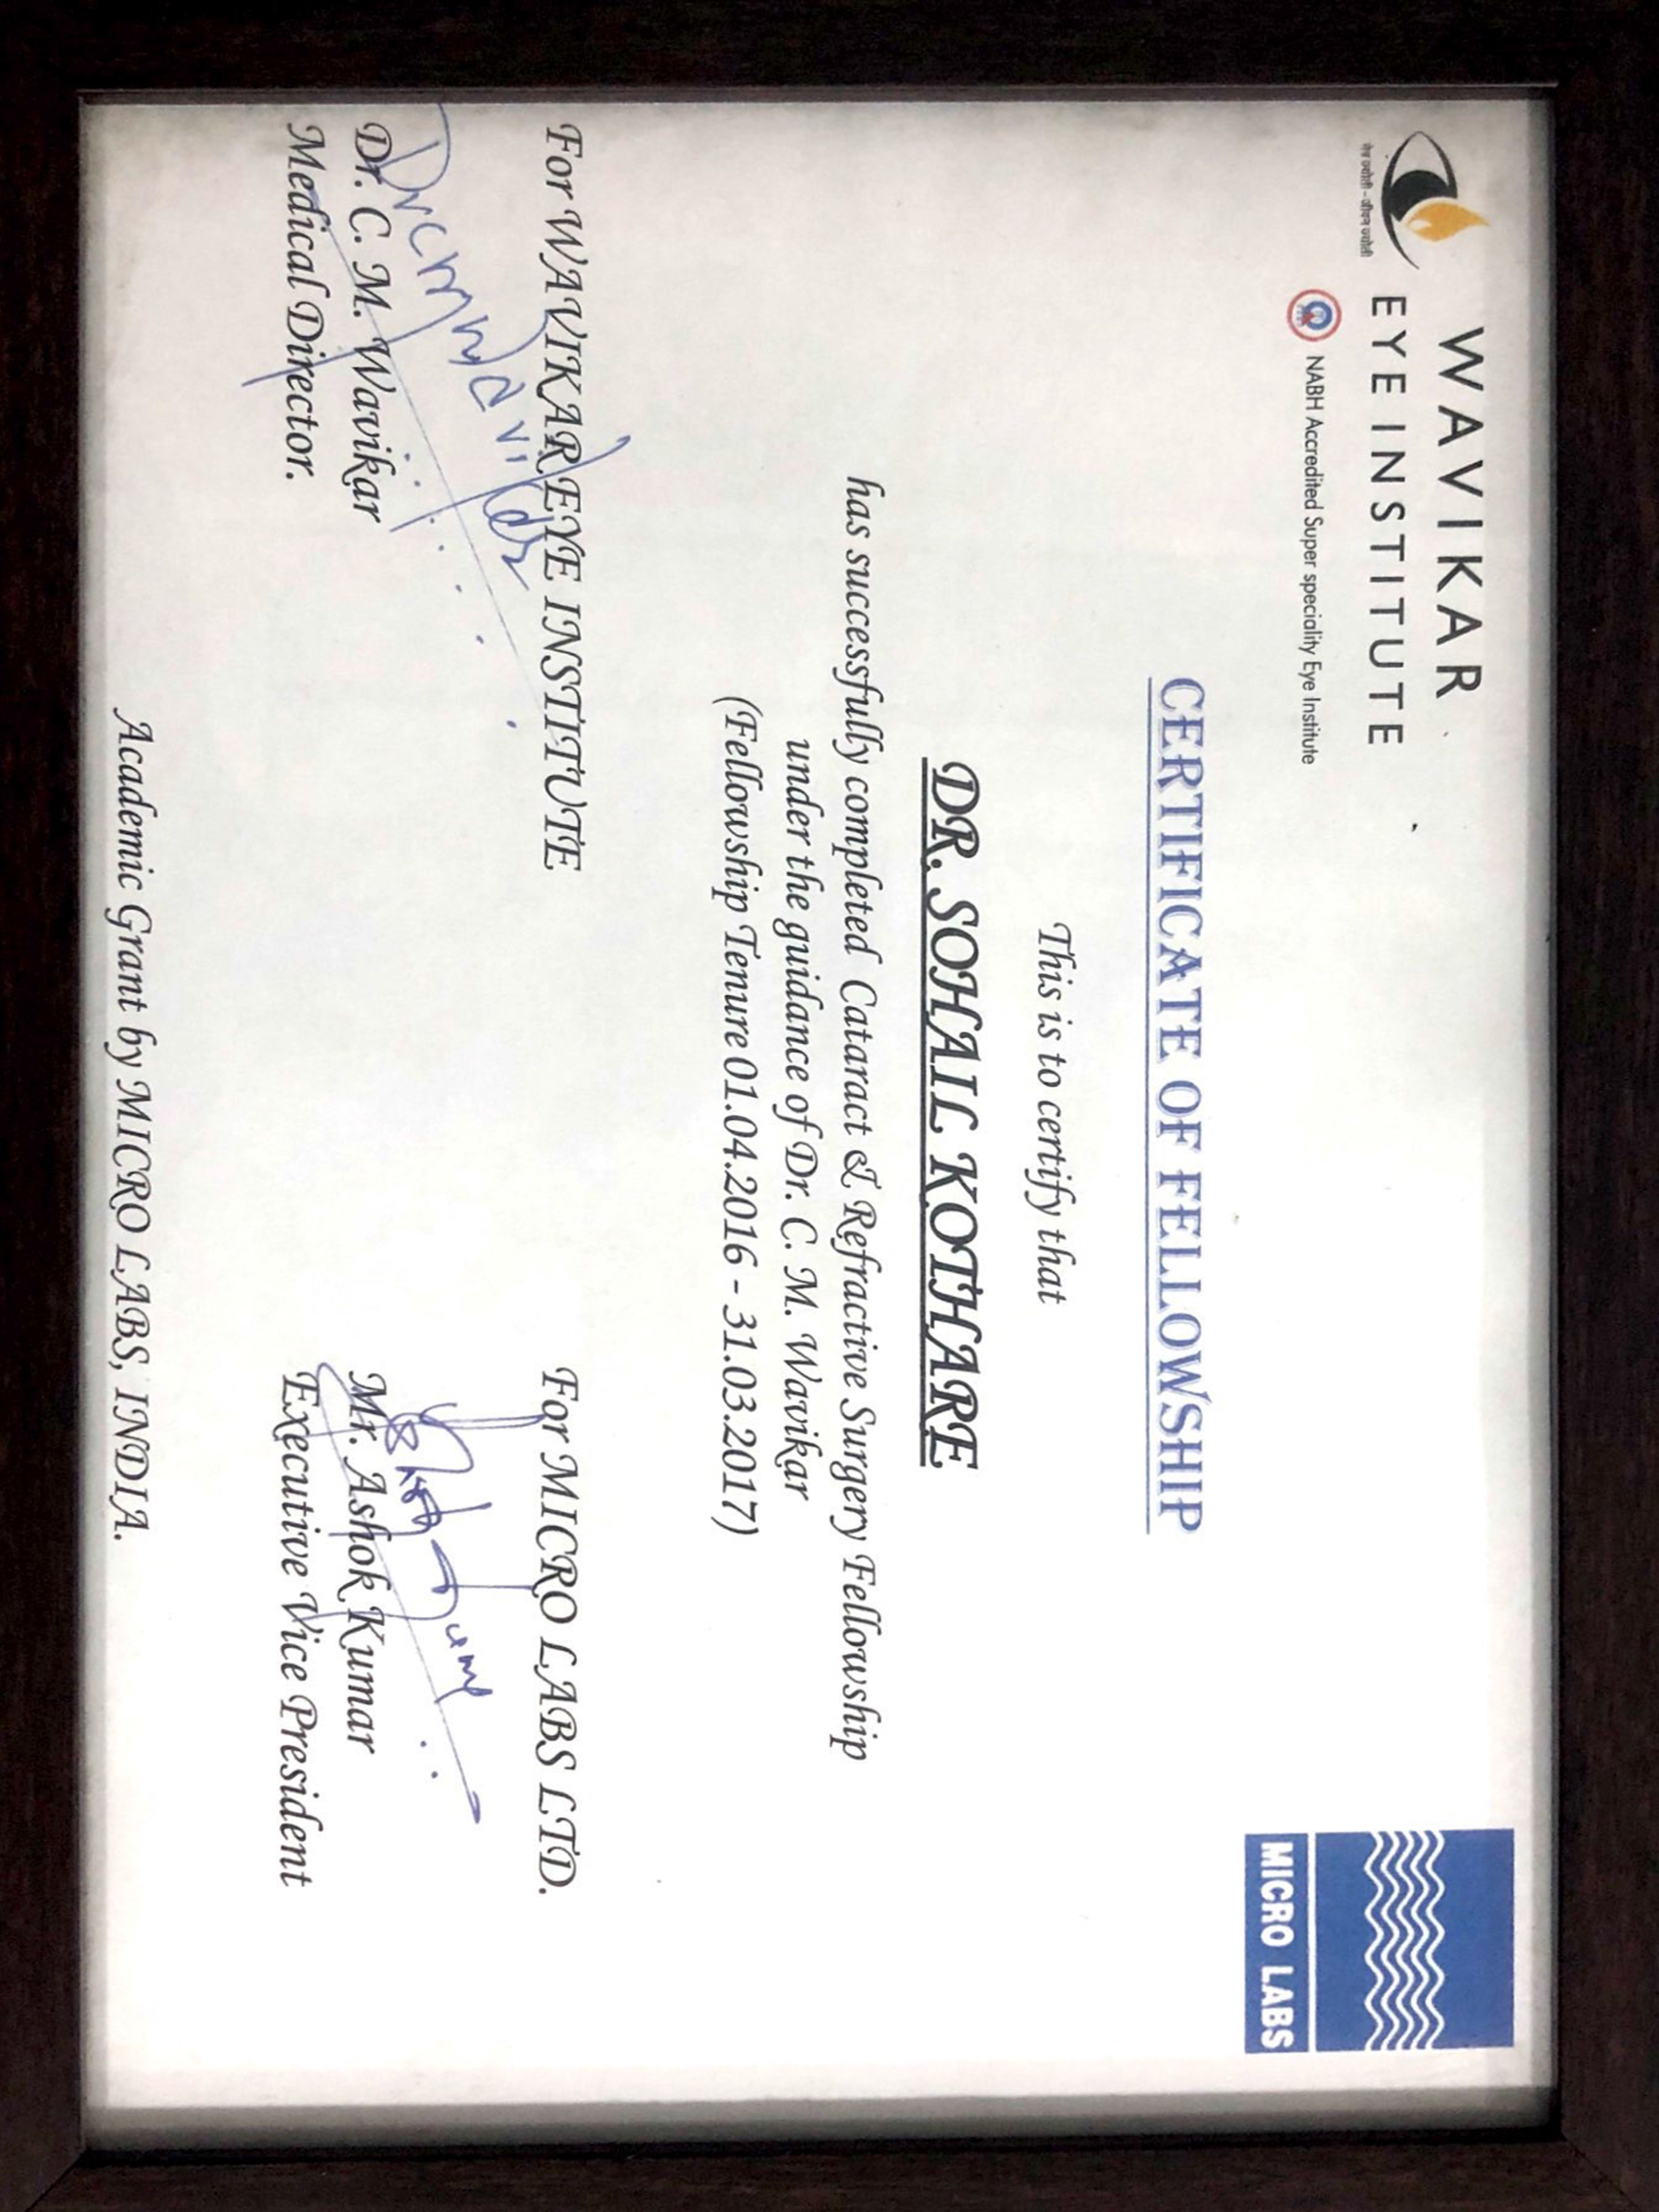 WAVIKAR
EYE INSTITUTE
नेत्र ज्योती - जीवन ज्योती
NABH Accredited Super speciality Eye Institute
MICRO LABS
CERTIFICATE OF FELLOWSHIP
This is to certify that
DR. SOHAIL KOTHARE
has successfully completed Cataract & Refractive Surgery Fellowship
under the guidance of Dr. C. M. Wavikar
(Fellowship Tenure 01.04.2016 - 31.03.2017)
For WAVIKAR EYE INSTITUTE
Dr. C. M. Wavikar
Medical Director.
For MICRO LABS LTD.
Mr. Ashok Kumar
Executive Vice President
Academic Grant by MICRO LABS, INDIA.